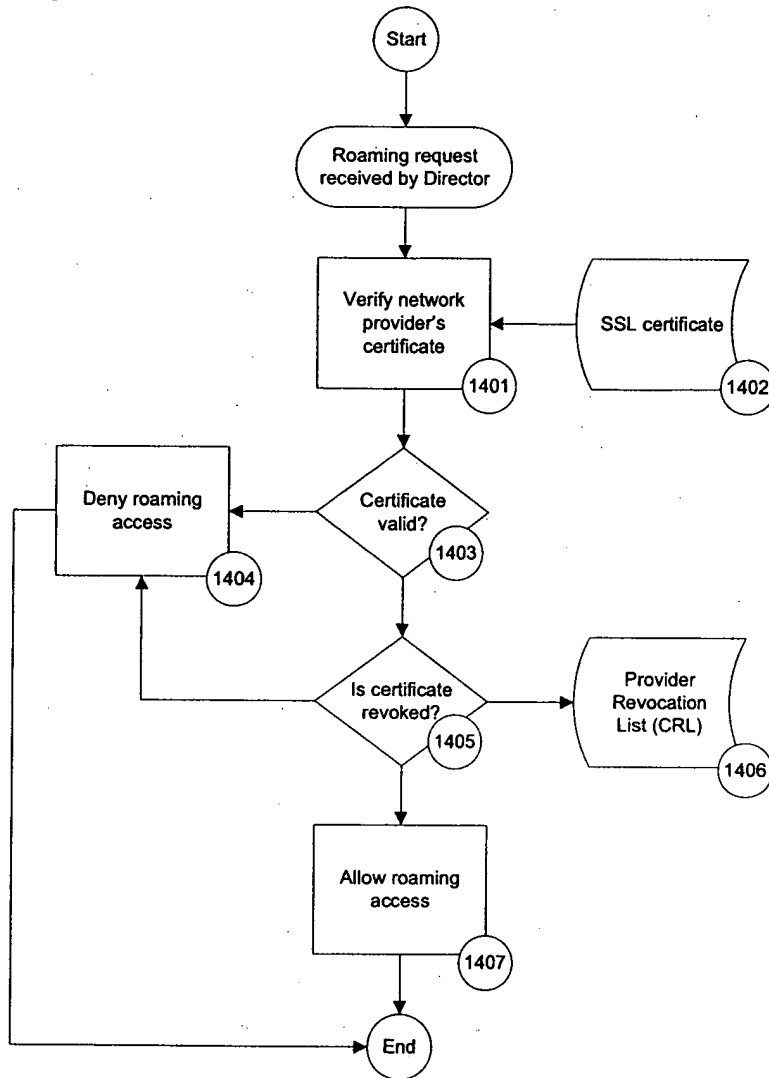 Start
Roaming request
received by Director
Verify network
provider's
certificate
1401
SSL certificate
1402
Certificate
valid?
1403
Deny roaming
access
1404
Is certificate
revoked?
1405
Provider
Revocation
List (CRL)
1406
Allow roaming
access
1407
End